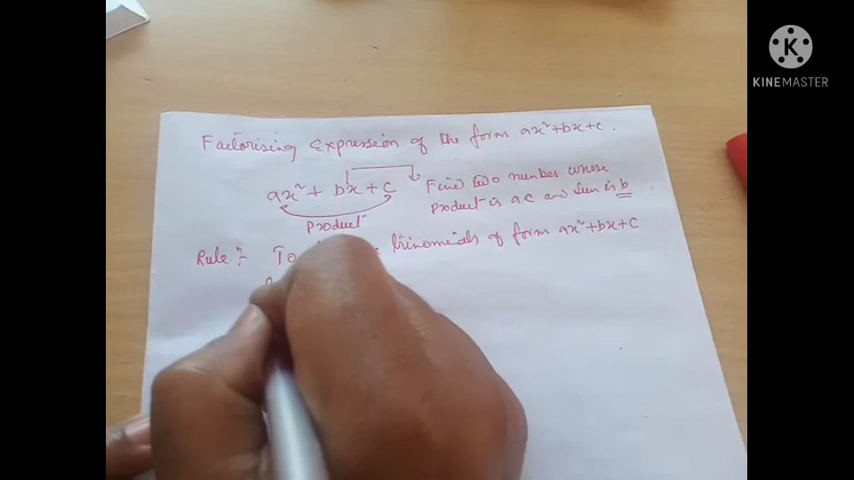 Factorising Expression of the form ax²+bx+c.
ax² + bx + c
Find two number whose
product is ac and sum is b
product
Rule :- To trinomials of form ax²+bx+c
K
KINEMASTER